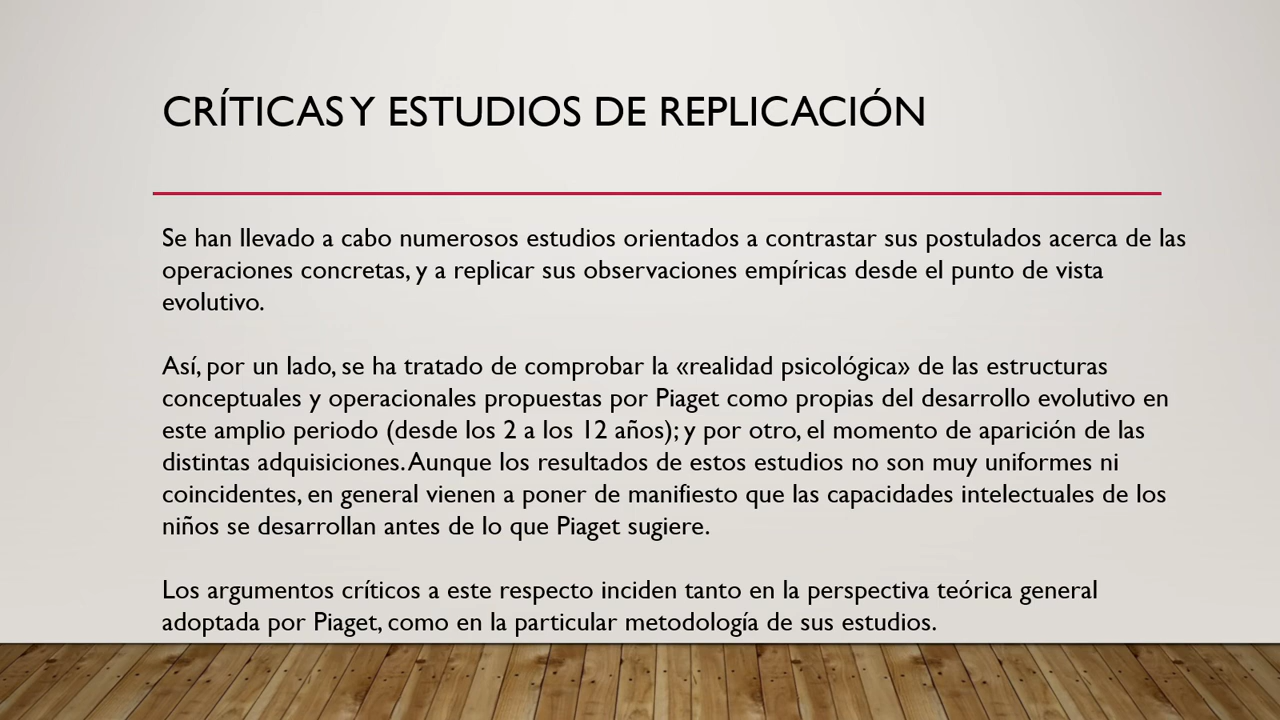 CRÍTICAS Y ESTUDIOS DE REPLICACIÓN
Se han llevado a cabo numerosos estudios orientados a contrastar sus postulados acerca de las
operaciones concretas, y a replicar sus observaciones empíricas desde el punto de vista
evolutivo.
Así, por un lado, se ha tratado de comprobar la «realidad psicológica» de las estructuras
conceptuales y operacionales propuestas por Piaget como propias del desarrollo evolutivo en
este amplio periodo (desde los 2 a los 12 años); y por otro, el momento de aparición de las
distintas adquisiciones. Aunque los resultados de estos estudios no son muy uniformes ni
coincidentes, en general vienen a poner de manifiesto que las capacidades intelectuales de los
niños se desarrollan antes de lo que Piaget sugiere.
Los argumentos críticos a este respecto inciden tanto en la perspectiva teórica general
adoptada por Piaget, como en la particular metodología de sus estudios.